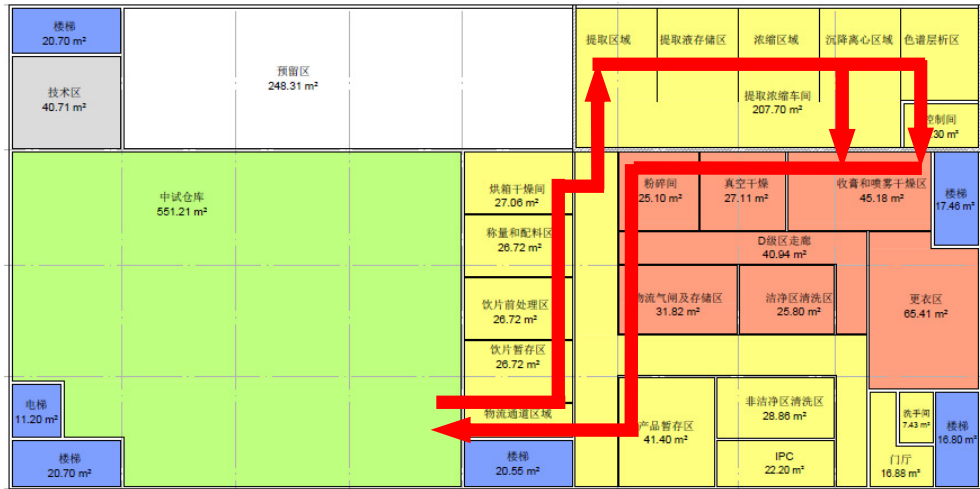 楼梯
20.70 m²
技术区
40.71 m²
预留区
248.31 m²
提取区域
提取液存储区
浓缩区域
沉降离心区域
色谱层析区
提取浓缩车间
207.70 m²
控制间
30 m²
中试仓库
551.21 m²
烘箱干燥间
27.06 m²
称量和配料区
26.72 m²
饮片前处理区
26.72 m²
饮片暂存区
26.72 m²
物流通道区域
粉碎间
25.10 m²
真空干燥
27.11 m²
收膏和喷雾干燥区
45.18 m²
楼梯
17.46 m²
D级区走廊
40.94 m²
物流气闸及存储区
31.82 m²
洁净区清洗区
25.80 m²
更衣区
65.41 m²
电梯
11.20 m²
楼梯
20.70 m²
楼梯
20.55 m²
产品暂存区
41.40 m²
非洁净区清洗区
28.86 m²
IPC
22.20 m²
洗手间
7.43 m²
门厅
16.88 m²
楼梯
16.80 m²